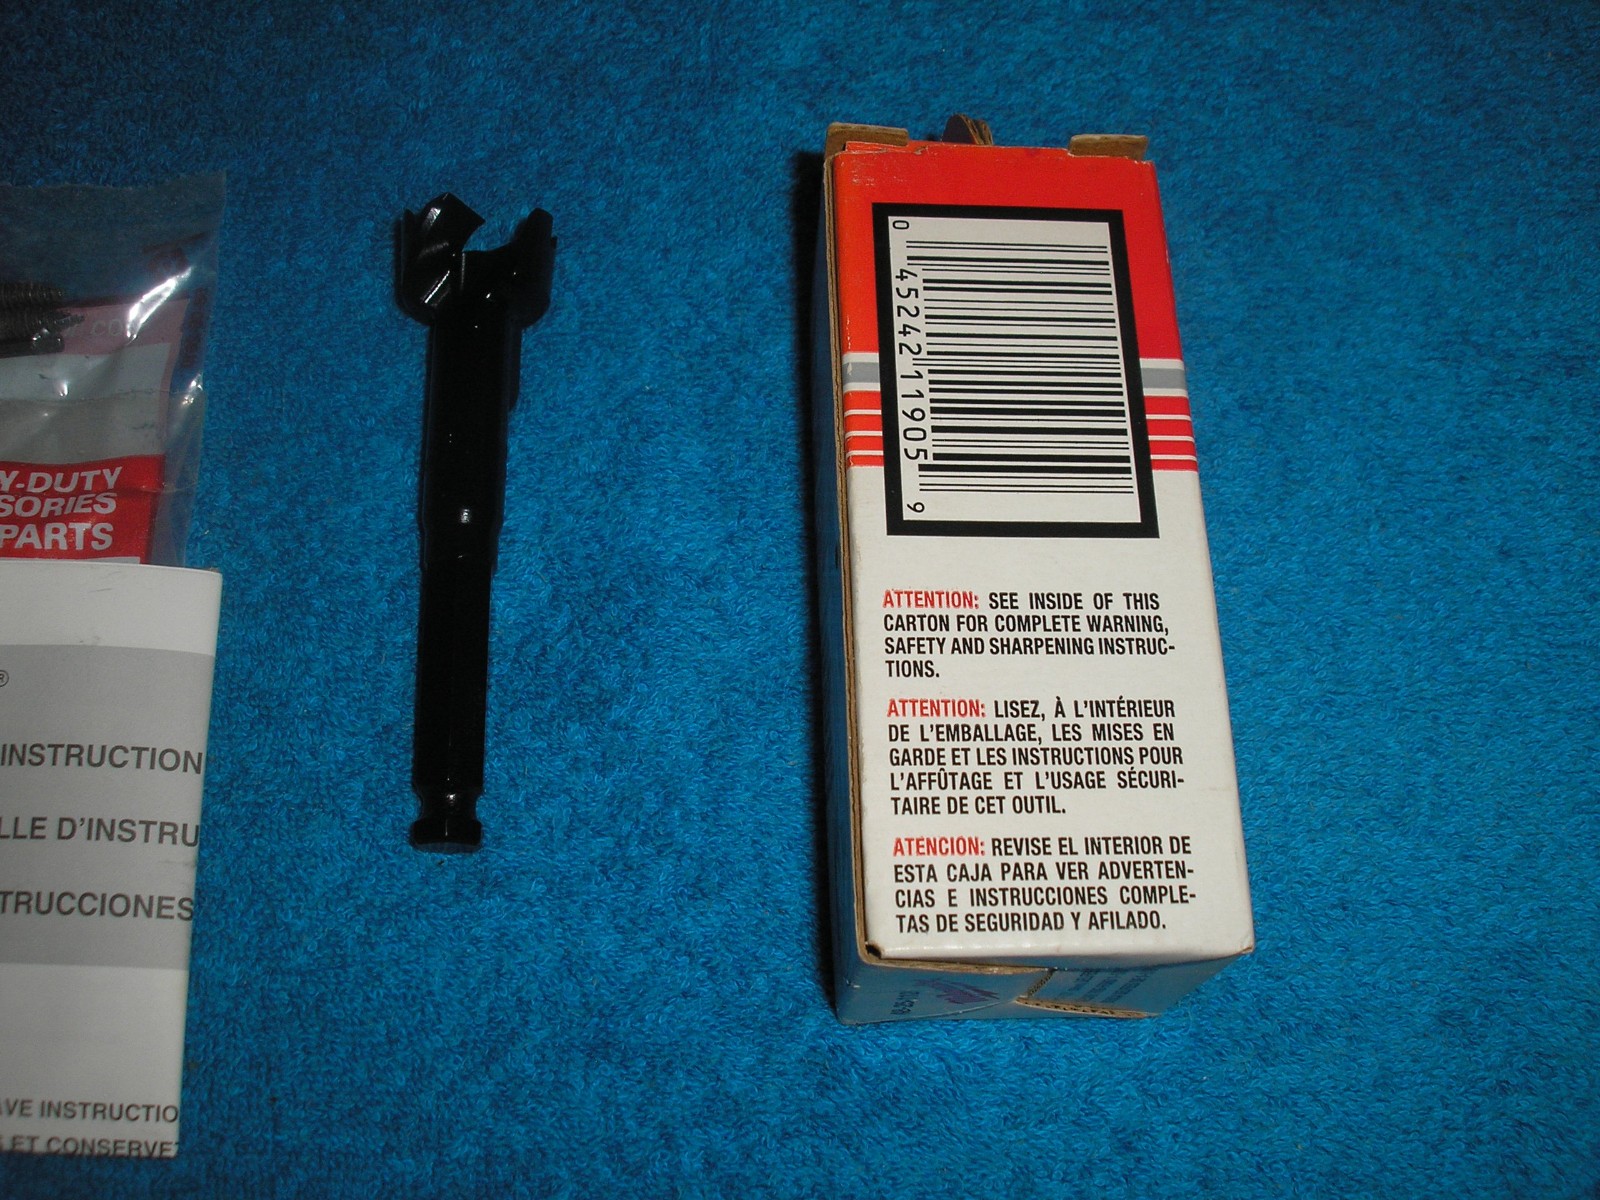 Y-DUTY
SORIES
PARTS
®
INSTRUCTION
LLE D'INSTRU
TRUCCIONES
AVE INSTRUCTIO
ET CONSERVE
0 45242 11905 9
ATTENTION: SEE INSIDE OF THIS
CARTON FOR COMPLETE WARNING,
SAFETY AND SHARPENING INSTRUC-
TIONS.
ATTENTION: LISEZ, À L'INTÉRIEUR
DE L'EMBALLAGE, LES MISES EN
GARDE ET LES INSTRUCTIONS POUR
L'AFFÛTAGE ET L'USAGE SÉCURI-
TAIRE DE CET OUTIL.
ATENCION: REVISE EL INTERIOR DE
ESTA CAJA PARA VER ADVERTEN-
CIAS E INSTRUCCIONES COMPLE-
TAS DE SEGURIDAD Y AFILADO.